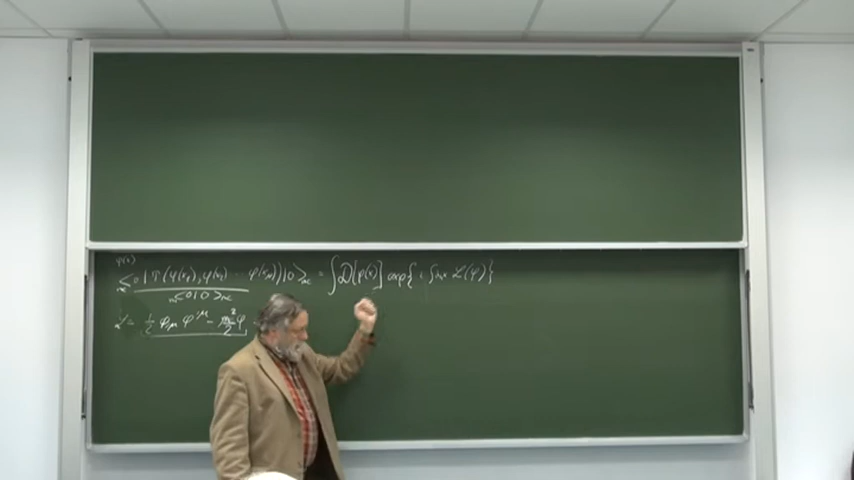 φ(x)
<0|T(φ(x₁), φ(x₂) ... φ(xₙ))|0> = ∫ D[φ(x)] exp{ i ∫ d⁴x ℒ(φ) }
<0|0>
ℒ = 1/2 φ,μ φ^,μ − m²/2 φ